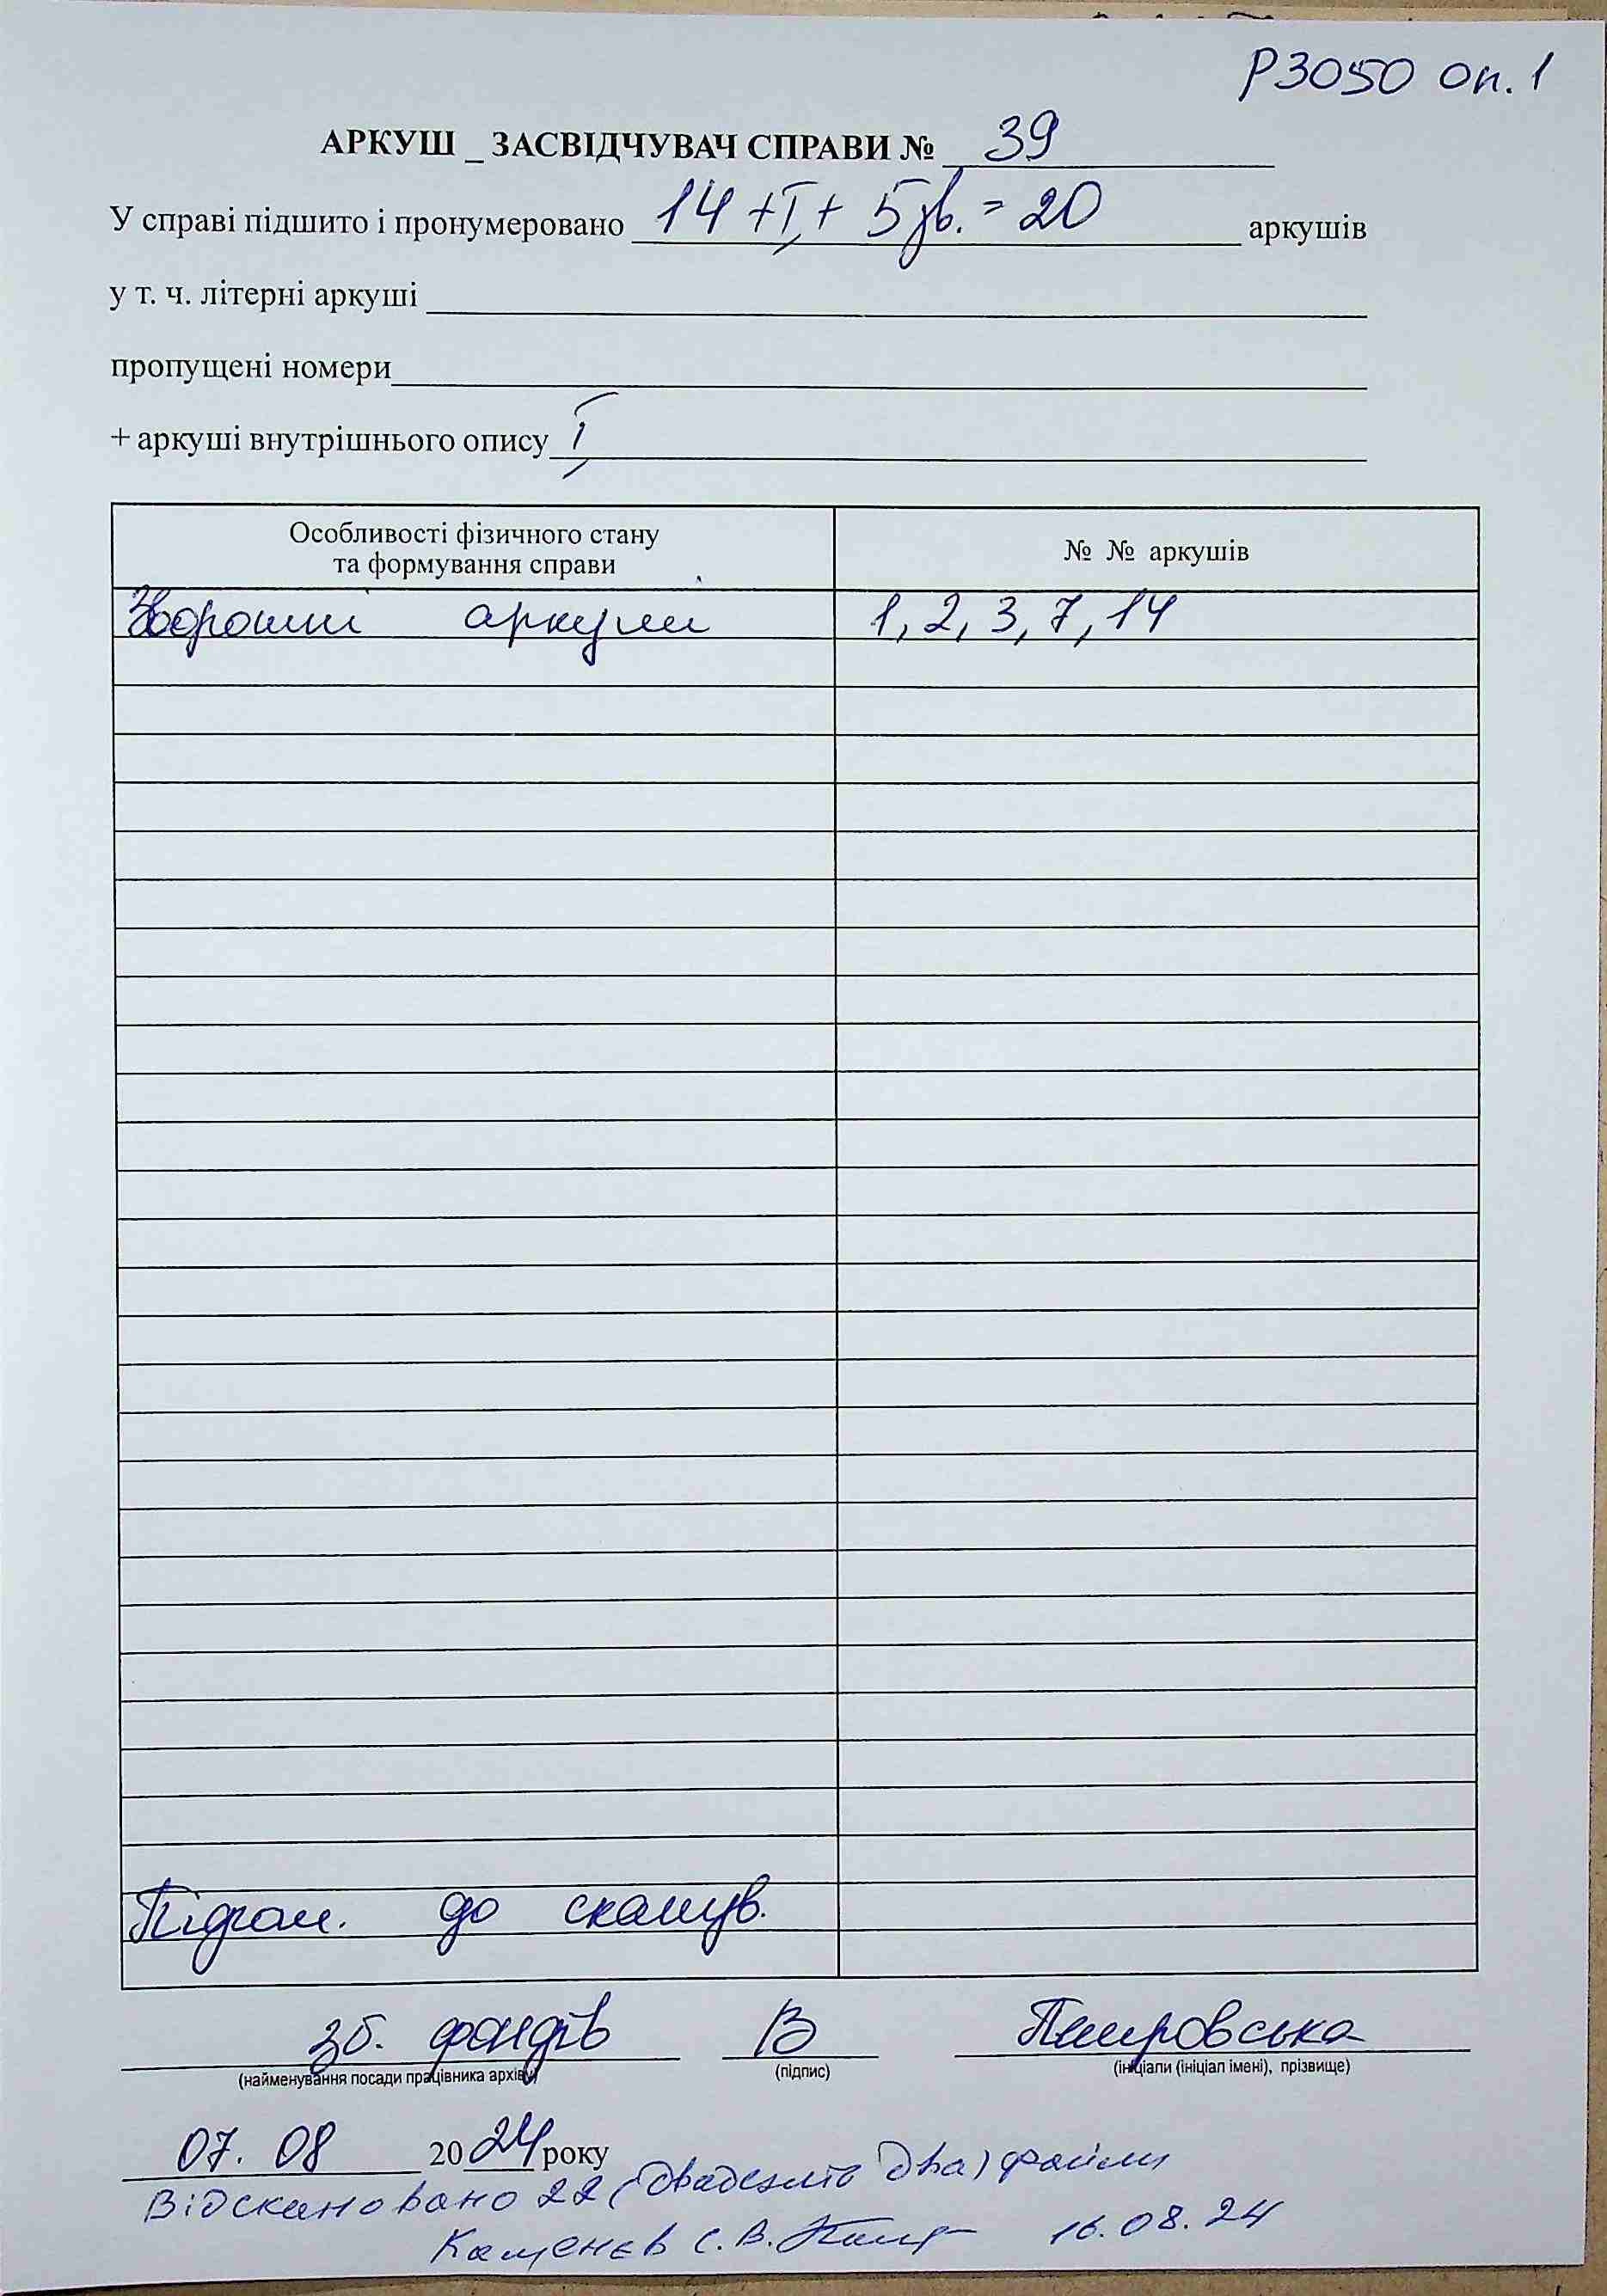 Р3050 оп. 1
АРКУШ _ ЗАСВІДЧУВАЧ СПРАВИ № 39
У справі підшито і пронумеровано 14 + I + 5 зв. = 20 аркушів
у т. ч. літерні аркуші
пропущені номери
+ аркуші внутрішнього опису I
Особливості фізичного стану
та формування справи
№ № аркушів
Зворотні аркуші 1, 2, 3, 7, 14
Підгот. до сканув.
зб. фондів
(найменування посади працівника архіву)
(підпис)
(ініціали (ініціал імені), прізвище)
07. 08 2024 року
Відскановано 22 (двадцять два) файли
С. В. 16.08.24